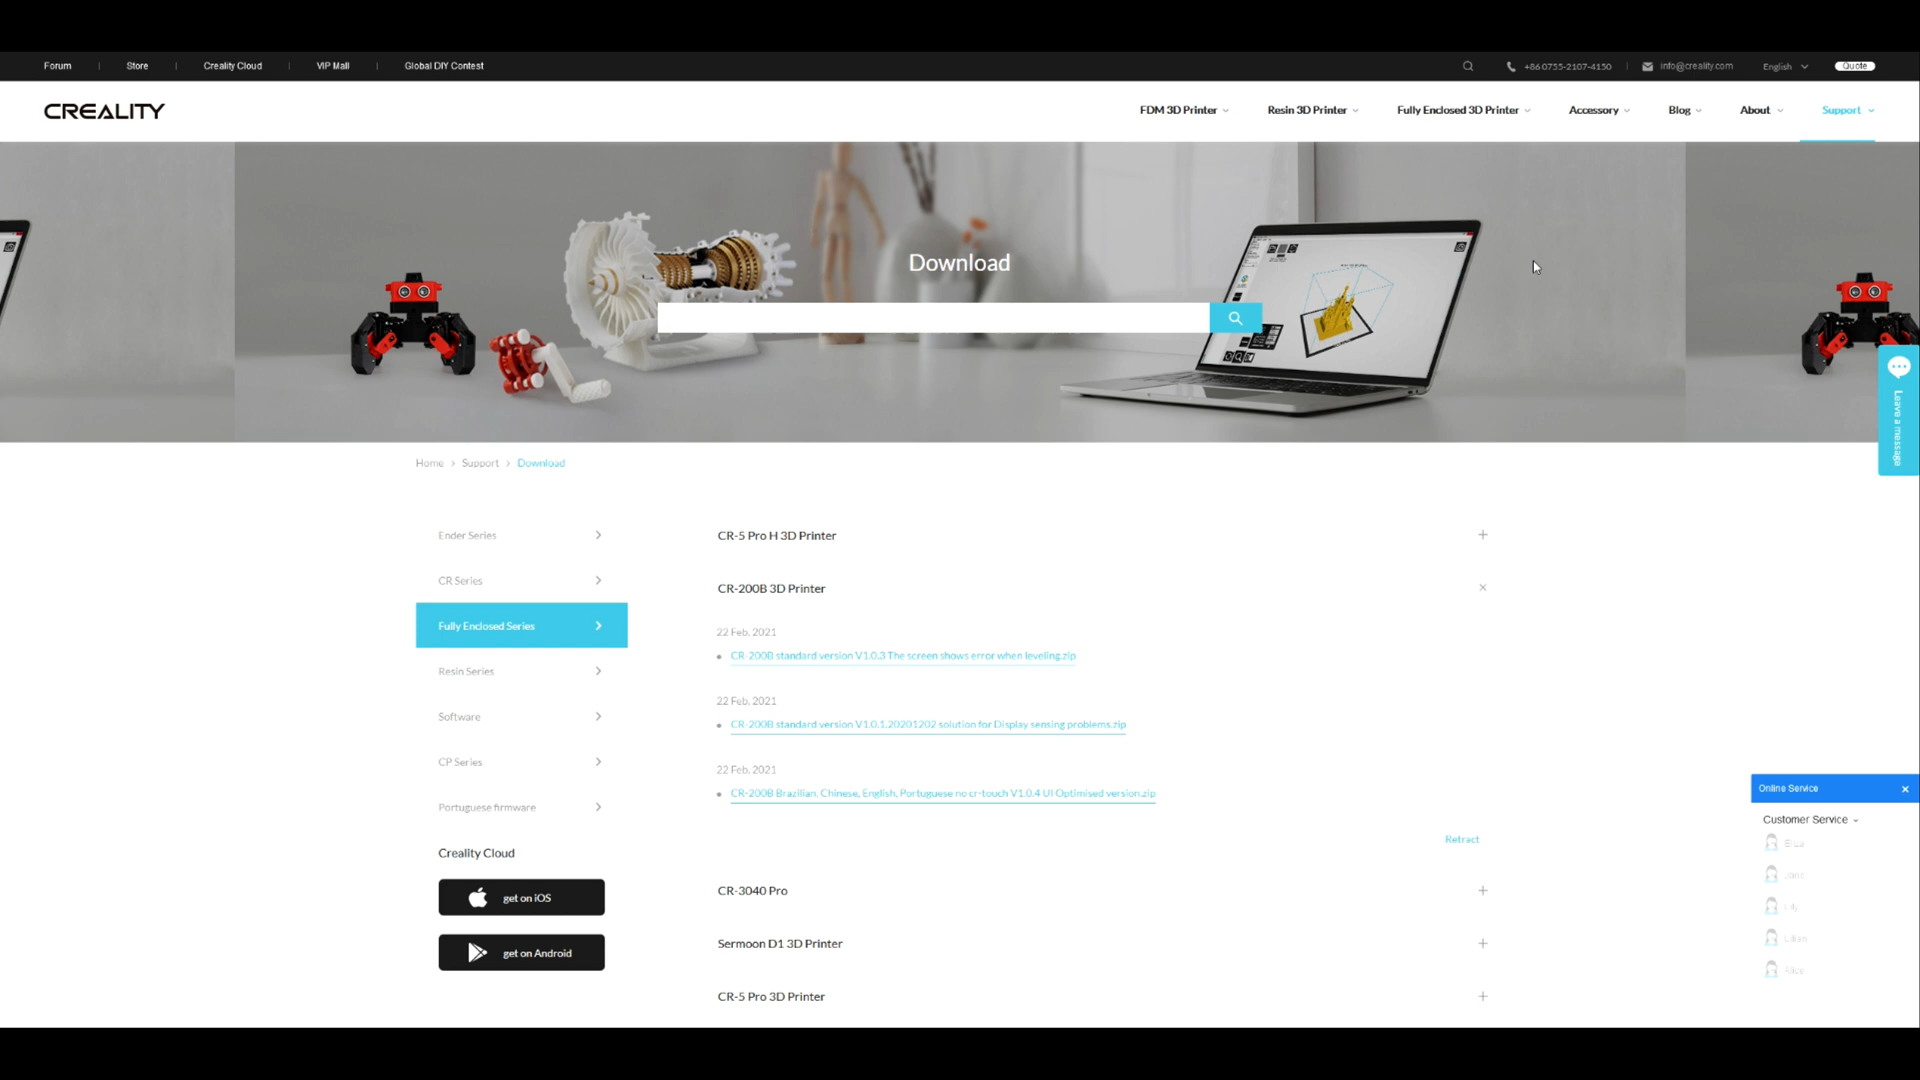 Forum
Store
Creality Cloud
VIP Mall
Global DIY Contest
+86 0755-2107-4150
info@creality.com
English
Quote
CREALITY
FDM 3D Printer
Resin 3D Printer
Fully Enclosed 3D Printer
Accessory
Blog
About
Support
Download
Leave a message
Home > Support > Download
Ender Series
CR Series
Fully Enclosed Series
Resin Series
Software
CP Series
Portuguese firmware
Creality Cloud
get on iOS
get on Android
CR-5 Pro H 3D Printer
CR-200B 3D Printer
22 Feb, 2021
CR-200B standard version V1.0.3 The screen shows error when leveling.zip
22 Feb, 2021
CR-200B standard version V1.0.1.20201202 solution for Display sensing problems.zip
22 Feb, 2021
CR-200B Brazilian. Chinese, English, Portuguese no cr-touch V1.0.4 UI Optimised version.zip
Retract
CR-3040 Pro
Sermoon D1 3D Printer
CR-5 Pro 3D Printer
Online Service
Customer Service
Lilian
Alice